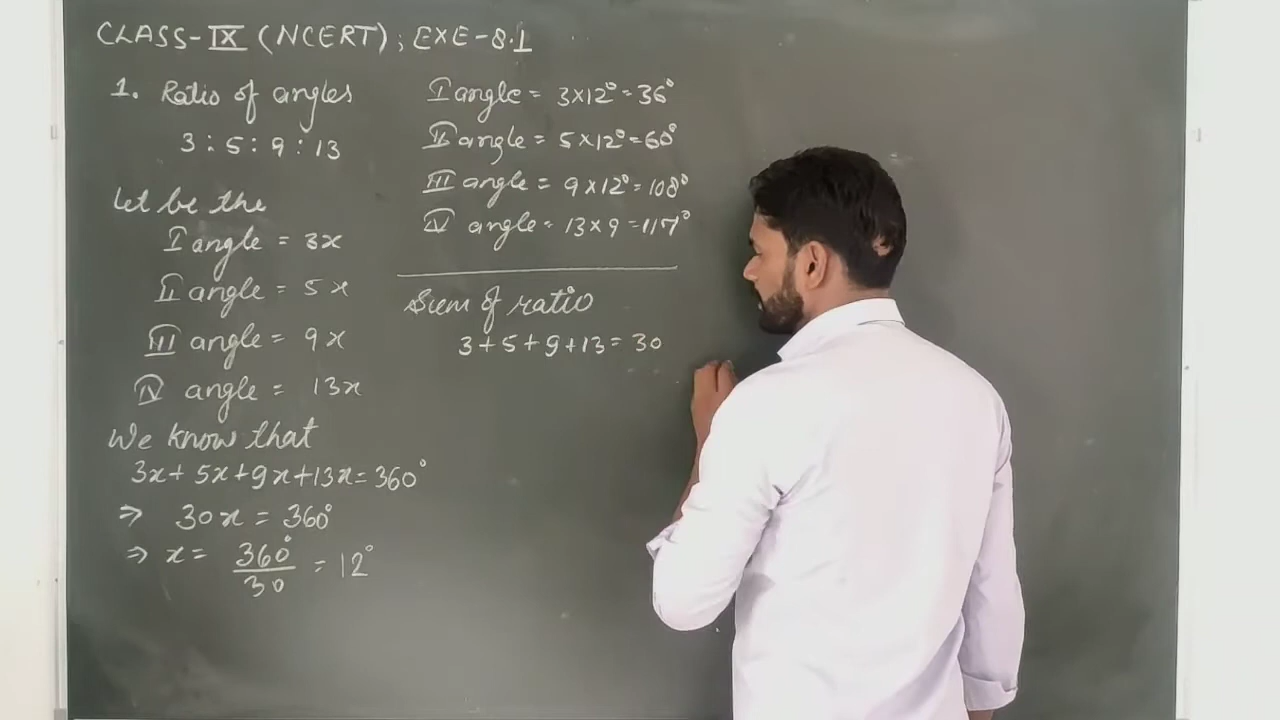 CLASS-IX (NCERT), EXE-8.1
1. Ratio of angles
3:5:9:13
Let be the
I angle = 3x
II angle = 5x
III angle = 9x
IV angle = 13x
We know that
3x+5x+9x+13x=360°
⇒ 30x = 360°
⇒ x = 360°/30 = 12°
I angle = 3×12°=36°
II angle = 5×12°=60°
III angle = 9×12°=108°
IV angle = 13×9=117°
Sum of ratio
3+5+9+13=30